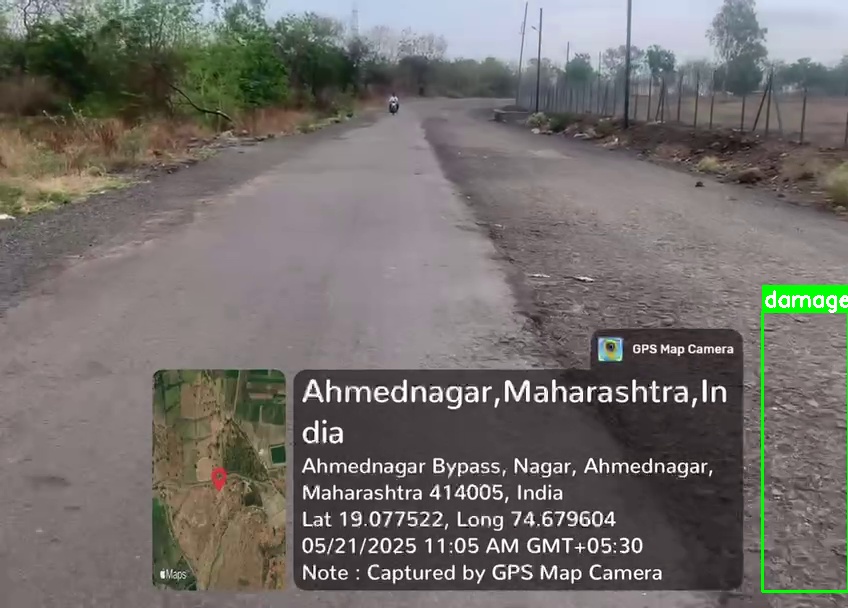 damage
GPS Map Camera
Ahmednagar,Maharashtra,In
dia
Ahmednagar Bypass, Nagar, Ahmednagar,
Maharashtra 414005, India
Lat 19.077522, Long 74.679604
05/21/2025 11:05 AM GMT+05:30
Note : Captured by GPS Map Camera
Maps